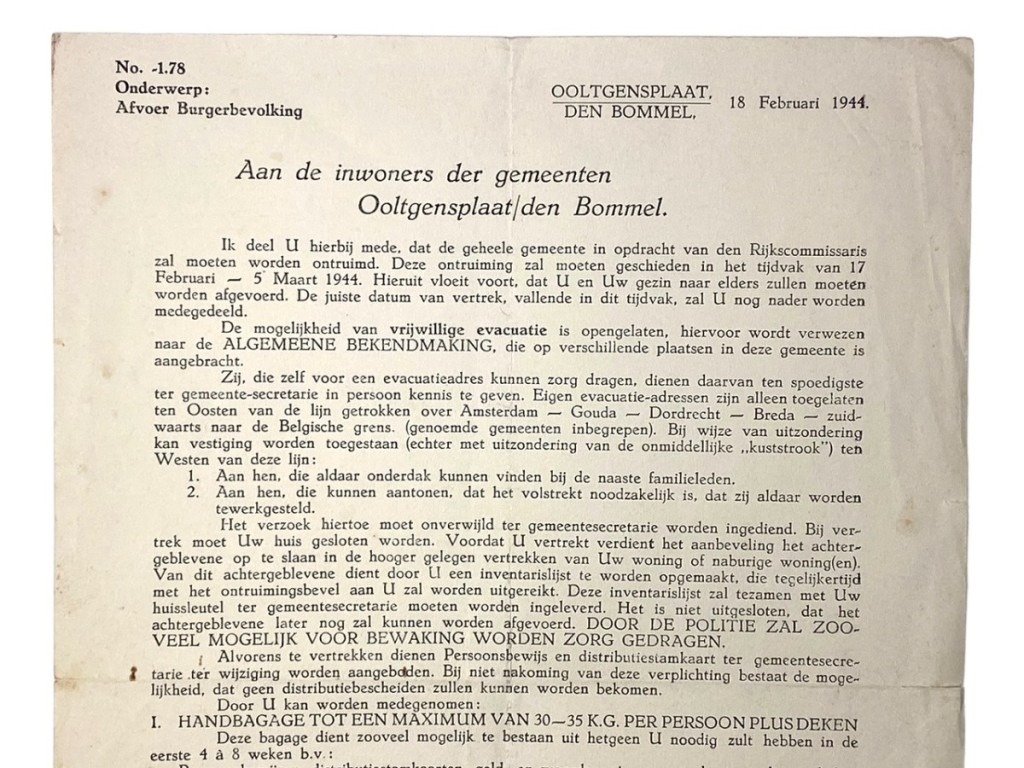 No. -1.78
Onderwerp:
Afvoer Burgerbevolking
OOLTGENSPLAAT,
DEN BOMMEL,
18 Februari 1944.
Aan de inwoners der gemeenten
Ooltgensplaat/den Bommel.
Ik deel U hierbij mede, dat de geheele gemeente in opdracht van den Rijkscommissaris
zal moeten worden ontruimd. Deze ontruiming zal moeten geschieden in het tijdvak van 17
Februari — 5 Maart 1944. Hieruit vloeit voort, dat U en Uw gezin naar elders zullen moeten
worden afgevoerd. De juiste datum van vertrek, vallende in dit tijdvak, zal U nog nader worden
medegedeeld.
De mogelijkheid van vrijwillige evacuatie is opengelaten, hiervoor wordt verwezen
naar de ALGEMEENE BEKENDMAKING, die op verschillende plaatsen in deze gemeente is
aangebracht.
Zij, die zelf voor een evacuatieadres kunnen zorg dragen, dienen daarvan ten spoedigste
ter gemeente-secretarie in persoon kennis te geven. Eigen evacuatie-adressen zijn alleen toegelaten
ten Oosten van de lijn getrokken over Amsterdam — Gouda — Dordrecht — Breda — zuid-
waarts naar de Belgische grens. (genoemde gemeenten inbegrepen). Bij wijze van uitzondering
kan vestiging worden toegestaan (echter met uitzondering van de onmiddellijke „kuststrook") ten
Westen van deze lijn:
1. Aan hen, die aldaar onderdak kunnen vinden bij de naaste familieleden.
2. Aan hen, die kunnen aantonen, dat het volstrekt noodzakelijk is, dat zij aldaar worden
tewerkgesteld.
Het verzoek hiertoe moet onverwijld ter gemeentesecretarie worden ingediend. Bij ver-
trek moet Uw huis gesloten worden. Voordat U vertrekt verdient het aanbeveling het achter-
geblevene op te slaan in de hooger gelegen vertrekken van Uw woning of naburige woning(en).
Van dit achtergeblevene dient door U een inventarislijst te worden opgemaakt, die tegelijkertijd
met het ontruimingsbevel aan U zal worden uitgereikt. Deze inventarislijst zal tezamen met Uw
huissleutel ter gemeentesecretarie moeten worden ingeleverd. Het is niet uitgesloten, dat het
achtergeblevene later nog zal kunnen worden afgevoerd. DOOR DE POLITIE ZAL ZOO-
VEEL MOGELIJK VOOR BEWAKING WORDEN ZORG GEDRAGEN.
Alvorens te vertrekken dienen Persoonsbewijs en distributiestamkaart ter gemeentesecre-
tarie ter wijziging worden aangeboden. Bij niet nakoming van deze verplichting bestaat de moge-
lijkheid, dat geen distributiebescheiden zullen kunnen worden bekomen.
Door U kan worden medegenomen:
I. HANDBAGAGE TOT EEN MAXIMUM VAN 30—35 K.G. PER PERSOON PLUS DEKEN
Deze bagage dient zooveel mogelijk te bestaan uit hetgeen U noodig zult hebben in de
eerste 4 à 8 weken b.v.: